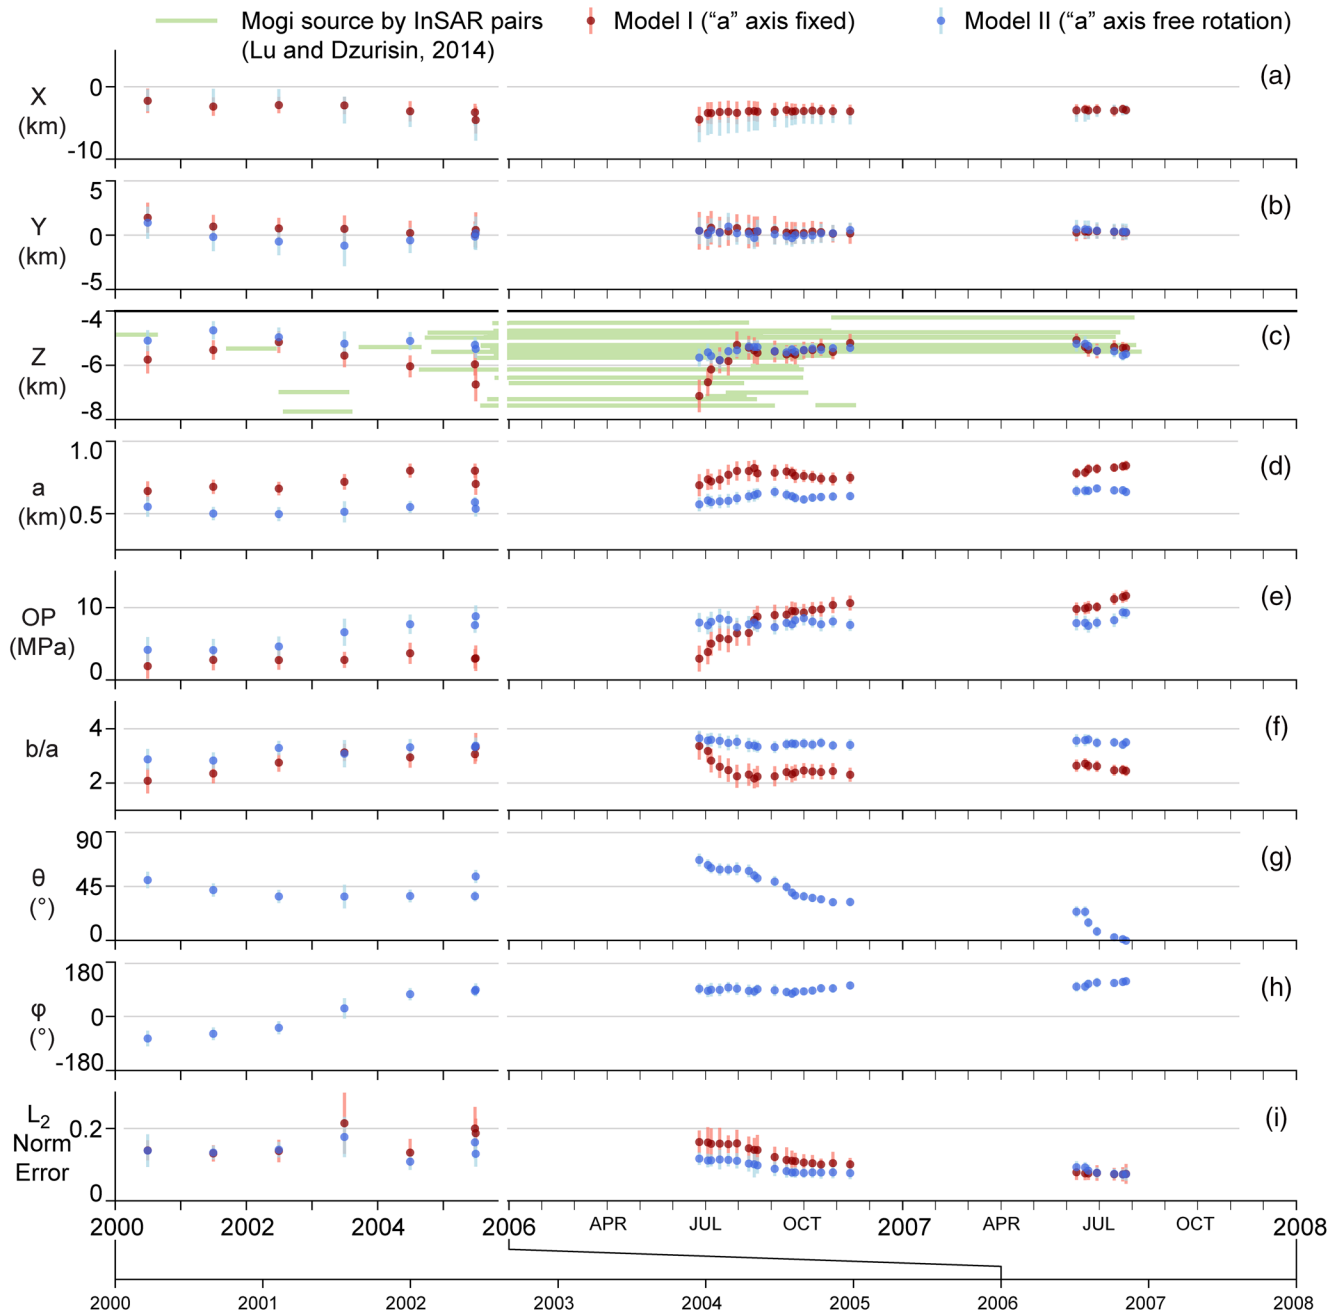 Mogi source by InSAR pairs
(Lu and Dzurisin, 2014)
Model I (“a” axis fixed)
Model II (“a” axis free rotation)
X
(km)
0
-10
(a)
Y
(km)
5
0
-5
(b)
Z
(km)
-4
-6
-8
(c)
a
(km)
1.0
0.5
(d)
OP
(MPa)
10
0
(e)
b/a
4
2
(f)
θ
(°)
90
45
0
(g)
φ
(°)
180
0
-180
(h)
L2
Norm
Error
0.2
0
(i)
2000 2002 2004 2006 APR JUL OCT 2007 APR JUL OCT 2008
2000 2001 2002 2003 2004 2005 2006 2007 2008